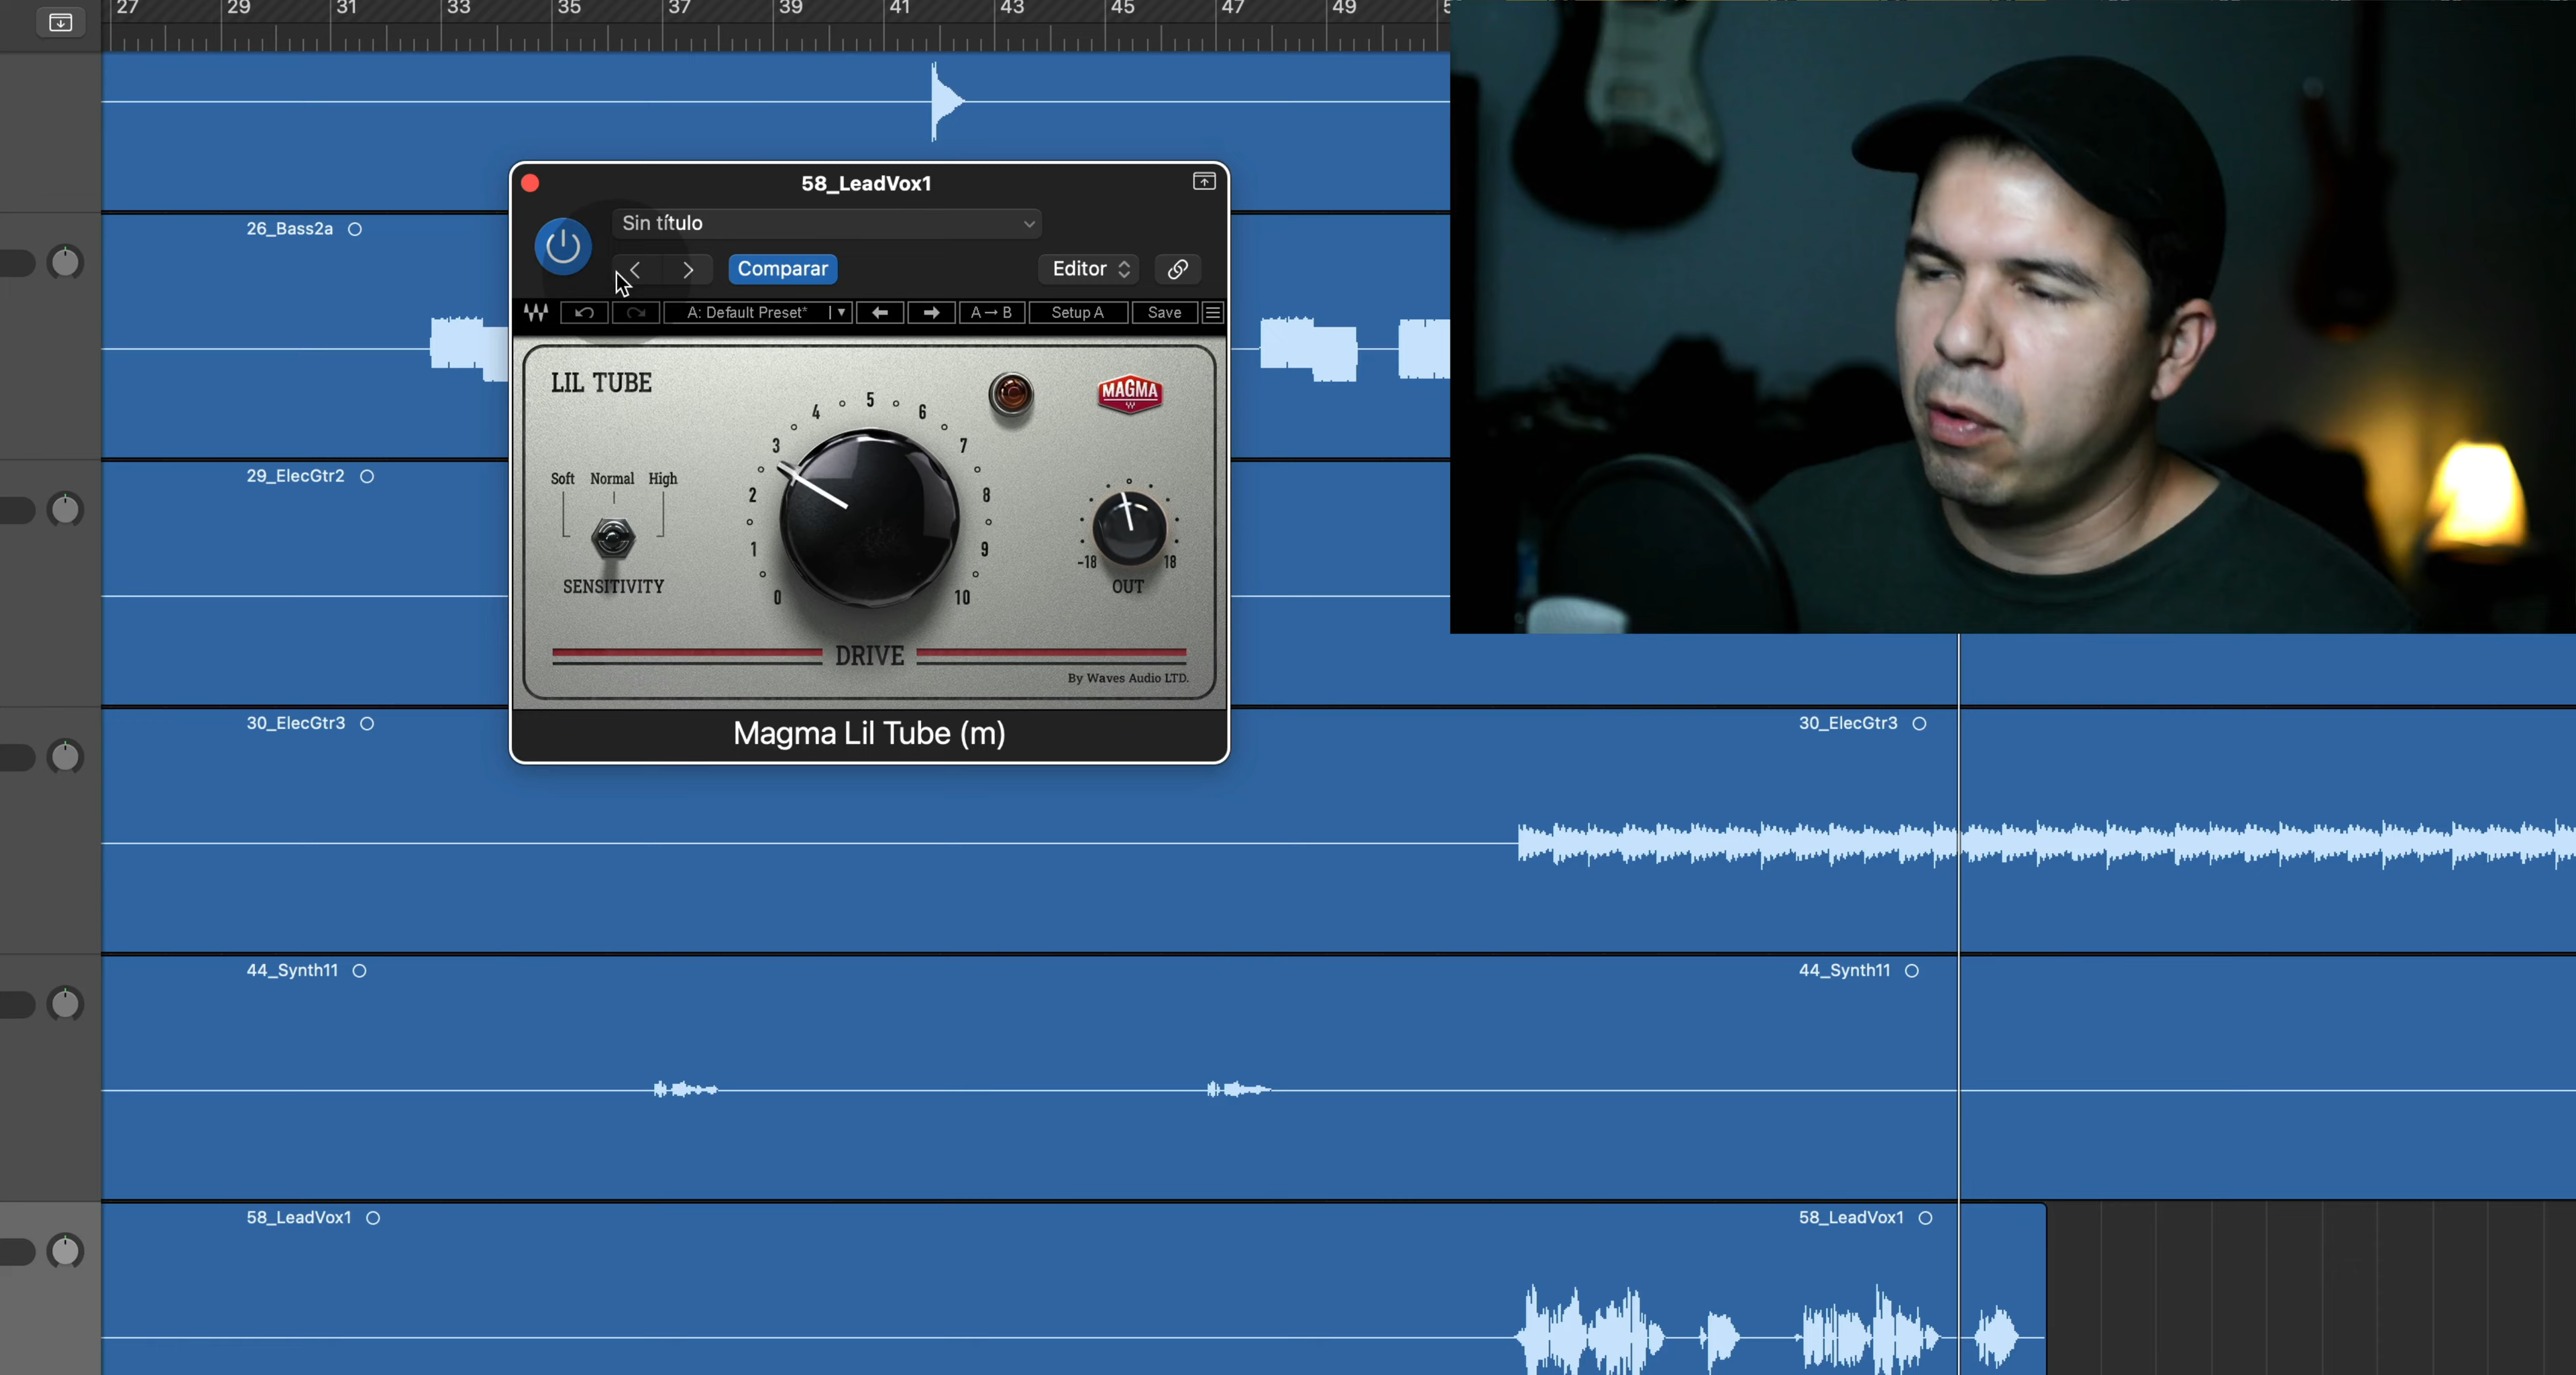 27 29 31 33 35 37 39 41 43 45 47 49
58_LeadVox1
Sin título
Comparar
Editor
A: Default Preset*
A→B
Setup A
Save
26_Bass2a
29_ElecGtr2
LIL TUBE
MAGMA
Soft Normal High
SENSITIVITY
0 1 2 3 4 5 6 7 8 9 10
-18 18
OUT
DRIVE
By Waves Audio LTD.
Magma Lil Tube (m)
30_ElecGtr3
30_ElecGtr3
44_Synth11
44_Synth11
58_LeadVox1
58_LeadVox1